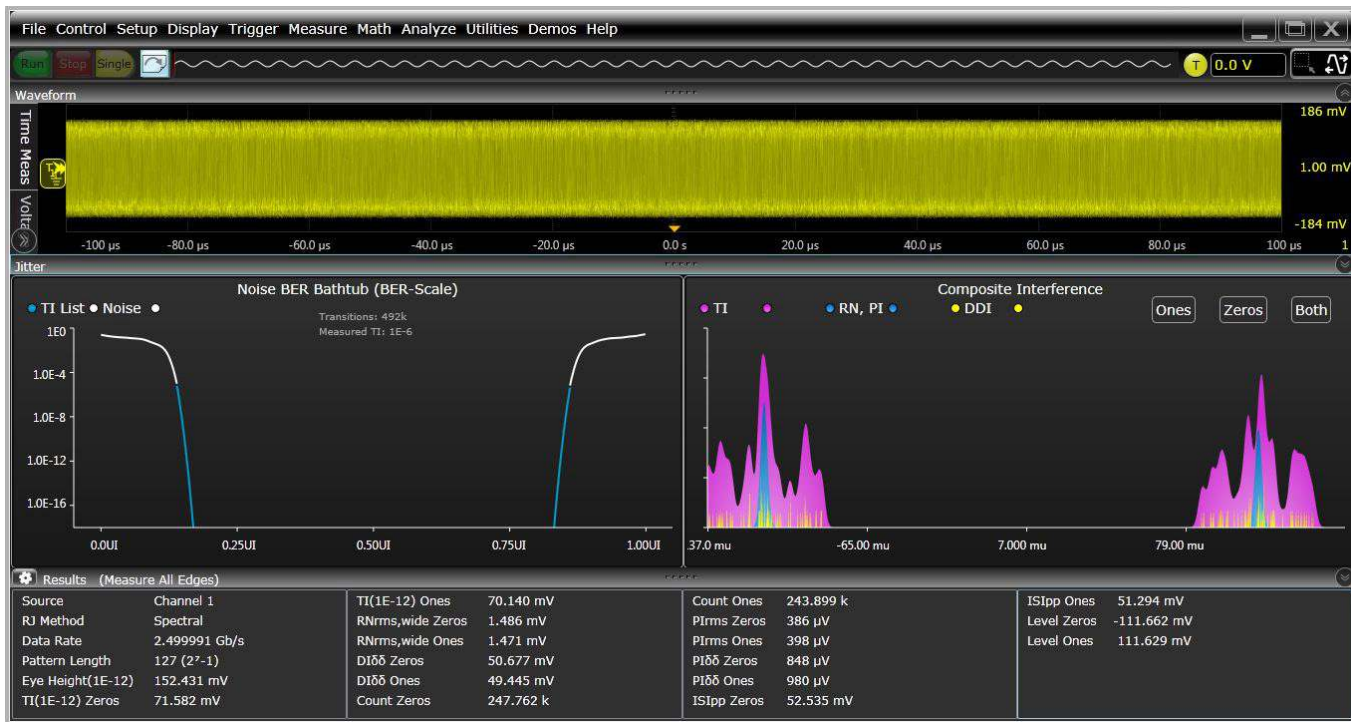 File Control Setup Display Trigger Measure Math Analyze Utilities Demos Help
Run Stop Single T 0.0 V
Waveform
Time Meas
Volta
186 mV
1.00 mV
-184 mV
-100 µs -80.0 µs -60.0 µs -40.0 µs -20.0 µs 0.0 s 20.0 µs 40.0 µs 60.0 µs 80.0 µs 100 µs 1
Jitter
Noise BER Bathtub (BER-Scale)
TI List Noise
Transitions: 492k
Measured TI: 1E-6
1E0
1.0E-4
1.0E-8
1.0E-12
1.0E-16
0.0UI 0.25UI 0.50UI 0.75UI 1.00UI
Composite Interference
TI RN, PI DDI
Ones Zeros Both
37.0 mu -65.00 mu 7.000 mu 79.00 mu
Results (Measure All Edges)
Source Channel 1
RJ Method Spectral
Data Rate 2.499991 Gb/s
Pattern Length 127 (2⁷-1)
Eye Height(1E-12) 152.431 mV
TI(1E-12) Zeros 71.582 mV
TI(1E-12) Ones 70.140 mV
RNrms,wide Zeros 1.486 mV
RNrms,wide Ones 1.471 mV
DIδδ Zeros 50.677 mV
DIδδ Ones 49.445 mV
Count Zeros 247.762 k
Count Ones 243.899 k
PIrms Zeros 386 µV
PIrms Ones 398 µV
PIδδ Zeros 848 µV
PIδδ Ones 980 µV
ISIpp Zeros 52.535 mV
ISIpp Ones 51.294 mV
Level Zeros -111.662 mV
Level Ones 111.629 mV